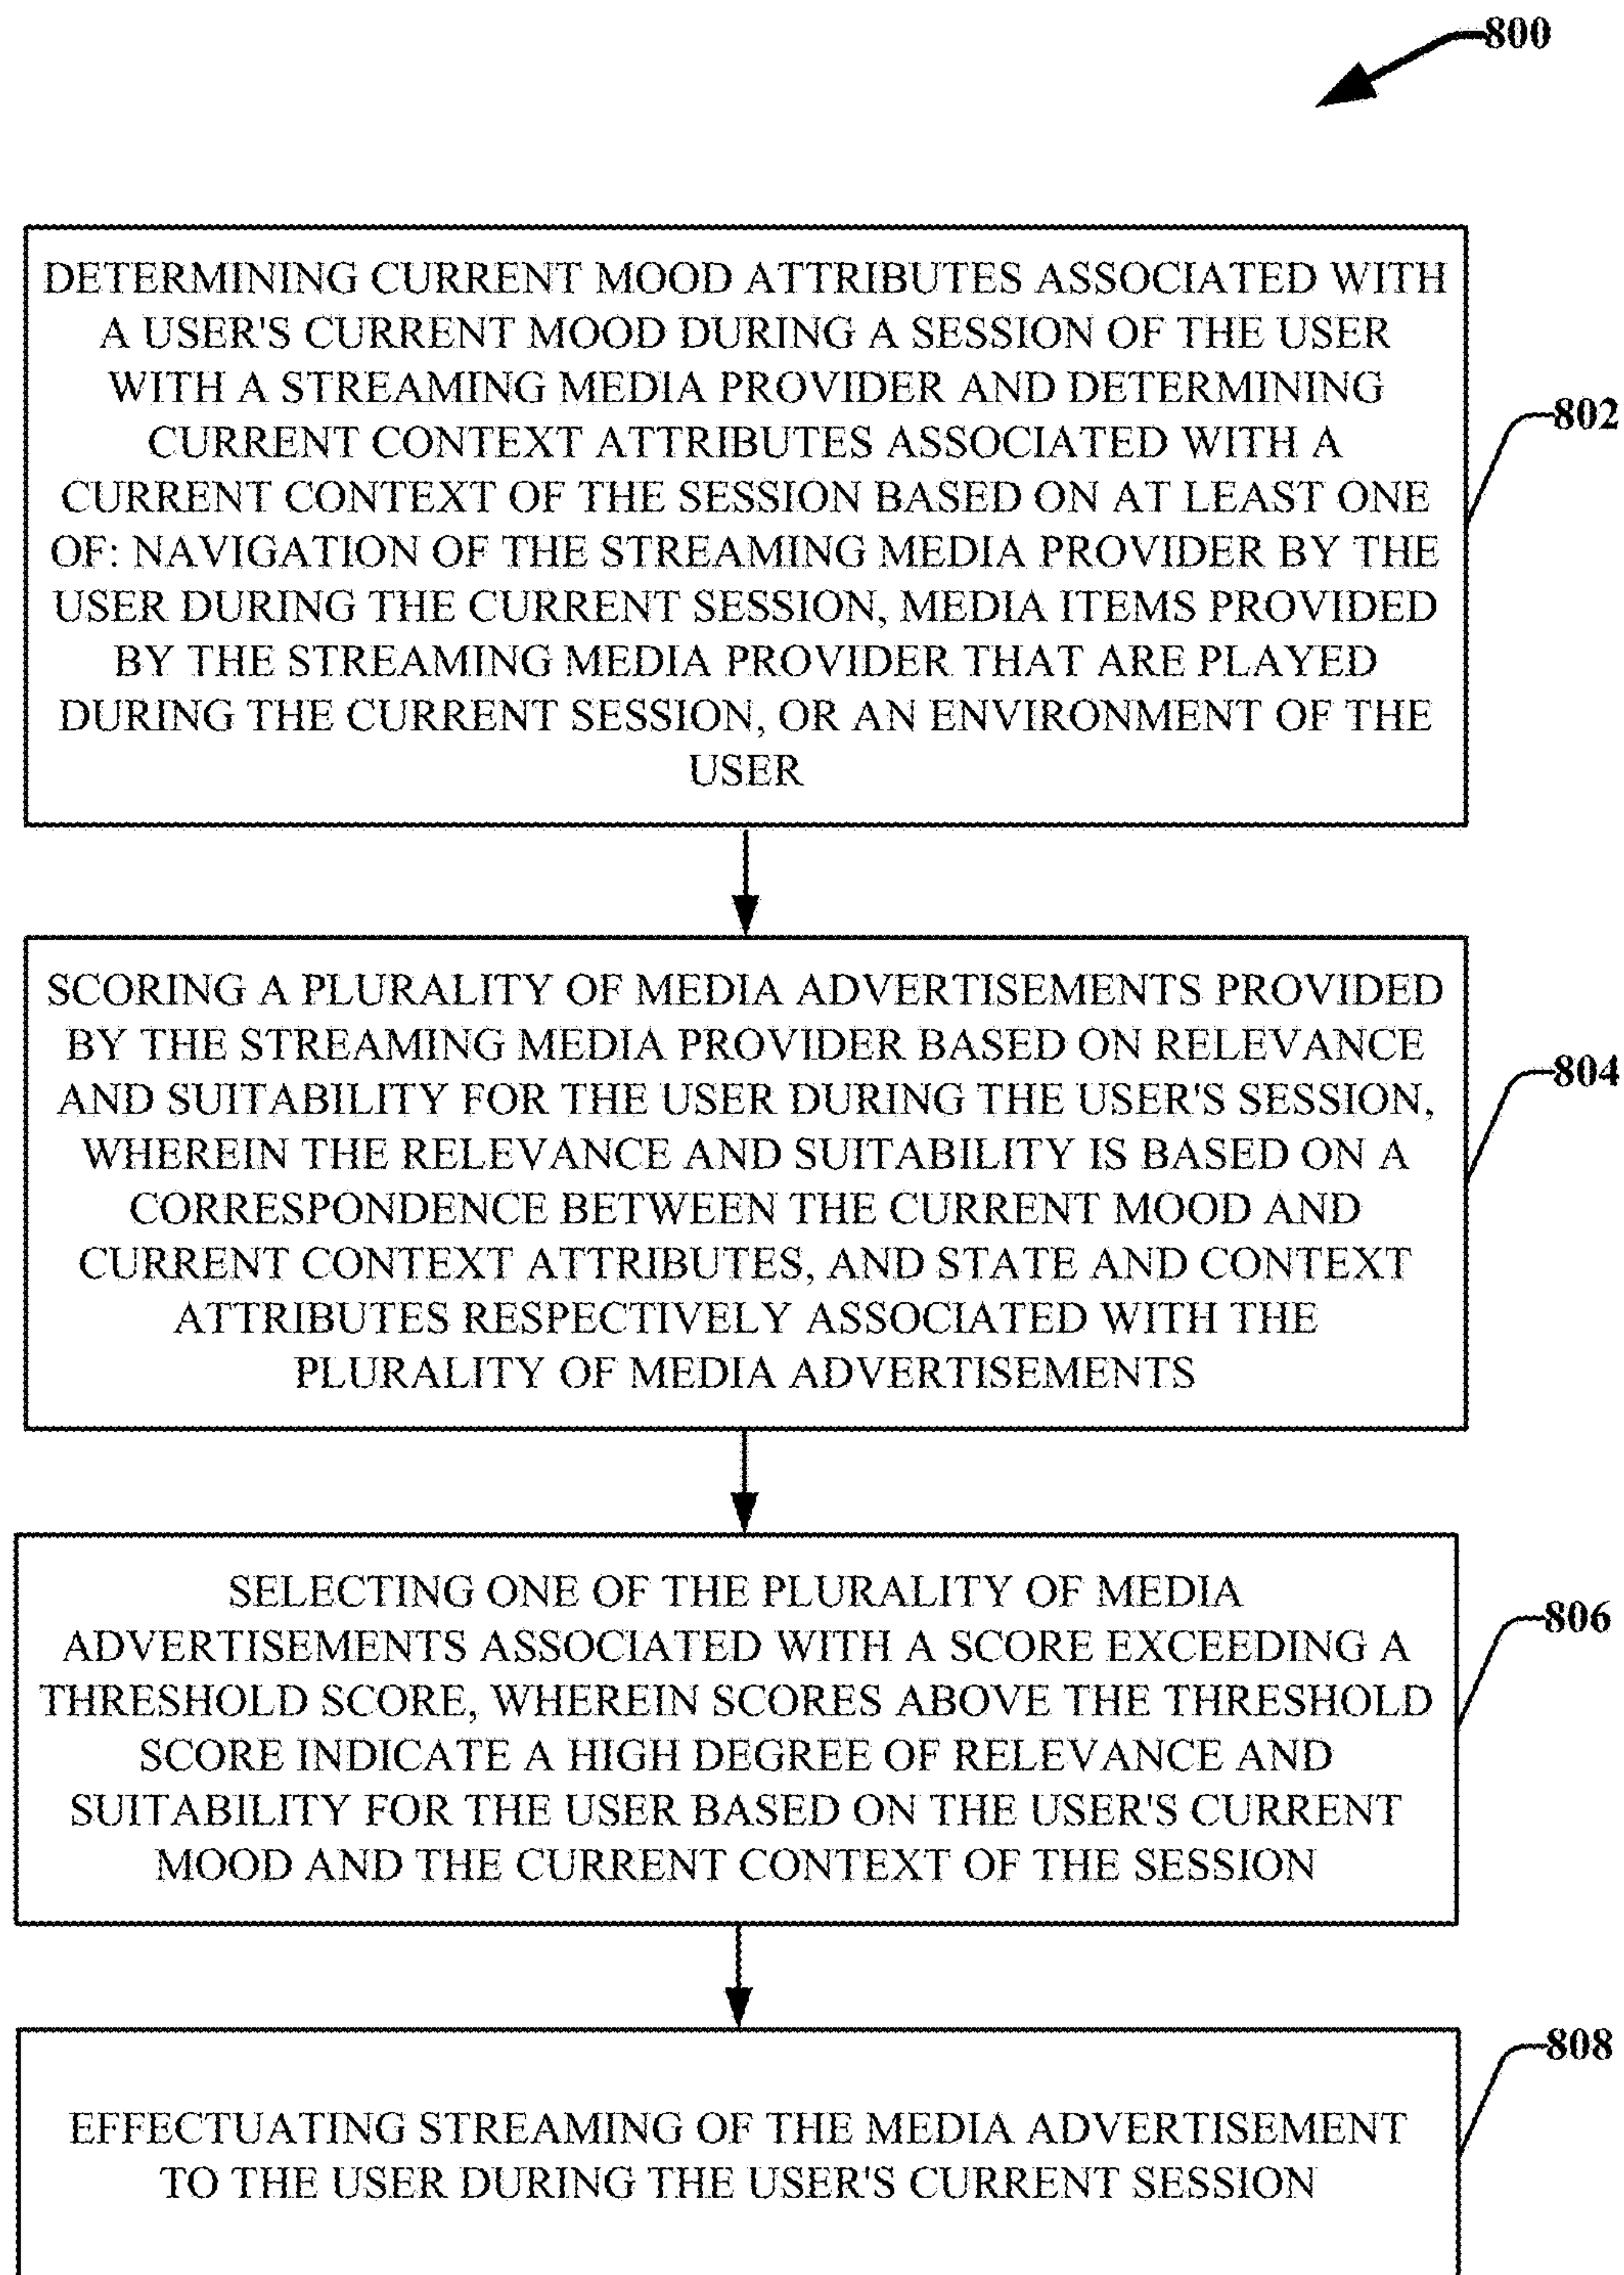 800
DETERMINING CURRENT MOOD ATTRIBUTES ASSOCIATED WITH
A USER'S CURRENT MOOD DURING A SESSION OF THE USER
WITH A STREAMING MEDIA PROVIDER AND DETERMINING
CURRENT CONTEXT ATTRIBUTES ASSOCIATED WITH A
CURRENT CONTEXT OF THE SESSION BASED ON AT LEAST ONE
OF: NAVIGATION OF THE STREAMING MEDIA PROVIDER BY THE
USER DURING THE CURRENT SESSION, MEDIA ITEMS PROVIDED
BY THE STREAMING MEDIA PROVIDER THAT ARE PLAYED
DURING THE CURRENT SESSION, OR AN ENVIRONMENT OF THE
USER
802
SCORING A PLURALITY OF MEDIA ADVERTISEMENTS PROVIDED
BY THE STREAMING MEDIA PROVIDER BASED ON RELEVANCE
AND SUITABILITY FOR THE USER DURING THE USER'S SESSION,
WHEREIN THE RELEVANCE AND SUITABILITY IS BASED ON A
CORRESPONDENCE BETWEEN THE CURRENT MOOD AND
CURRENT CONTEXT ATTRIBUTES, AND STATE AND CONTEXT
ATTRIBUTES RESPECTIVELY ASSOCIATED WITH THE
PLURALITY OF MEDIA ADVERTISEMENTS
804
SELECTING ONE OF THE PLURALITY OF MEDIA
ADVERTISEMENTS ASSOCIATED WITH A SCORE EXCEEDING A
THRESHOLD SCORE, WHEREIN SCORES ABOVE THE THRESHOLD
SCORE INDICATE A HIGH DEGREE OF RELEVANCE AND
SUITABILITY FOR THE USER BASED ON THE USER'S CURRENT
MOOD AND THE CURRENT CONTEXT OF THE SESSION
806
EFFECTUATING STREAMING OF THE MEDIA ADVERTISEMENT
TO THE USER DURING THE USER'S CURRENT SESSION
808